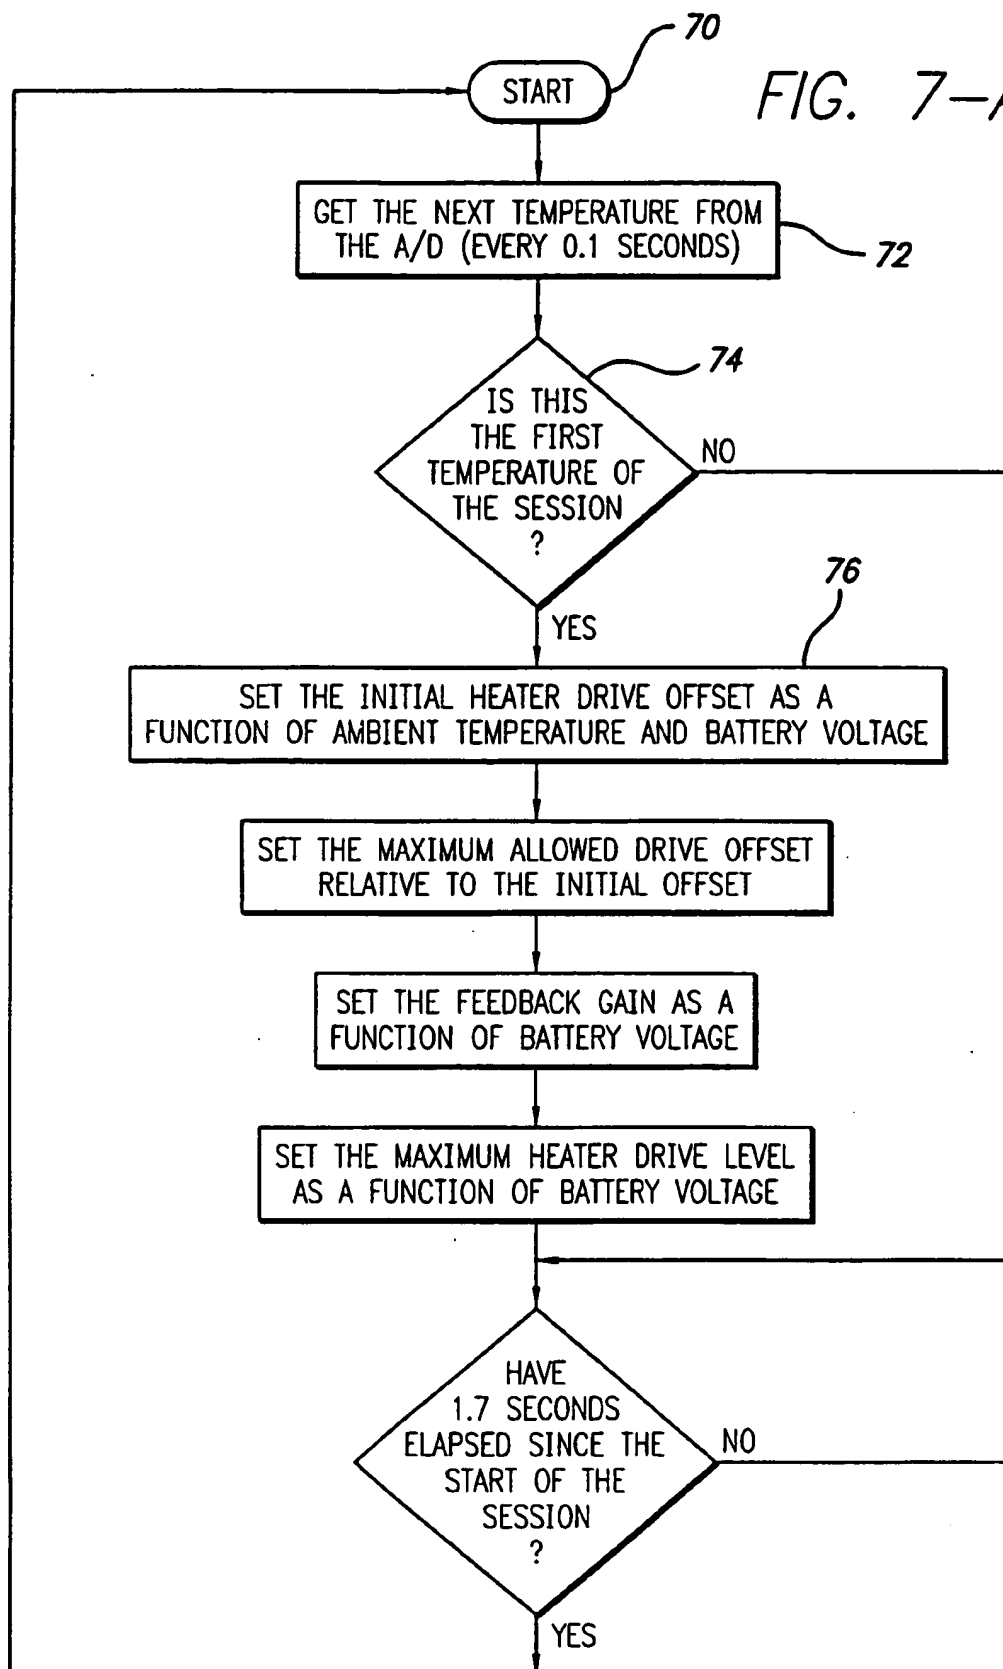 70
START
FIG. 7-A
GET THE NEXT TEMPERATURE FROM
THE A/D (EVERY 0.1 SECONDS)
72
74
IS THIS
THE FIRST
TEMPERATURE OF
THE SESSION
?
NO
76
YES
SET THE INITIAL HEATER DRIVE OFFSET AS A
FUNCTION OF AMBIENT TEMPERATURE AND BATTERY VOLTAGE
SET THE MAXIMUM ALLOWED DRIVE OFFSET
RELATIVE TO THE INITIAL OFFSET
SET THE FEEDBACK GAIN AS A
FUNCTION OF BATTERY VOLTAGE
SET THE MAXIMUM HEATER DRIVE LEVEL
AS A FUNCTION OF BATTERY VOLTAGE
HAVE
1.7 SECONDS
ELAPSED SINCE THE
START OF THE
SESSION
?
NO
YES